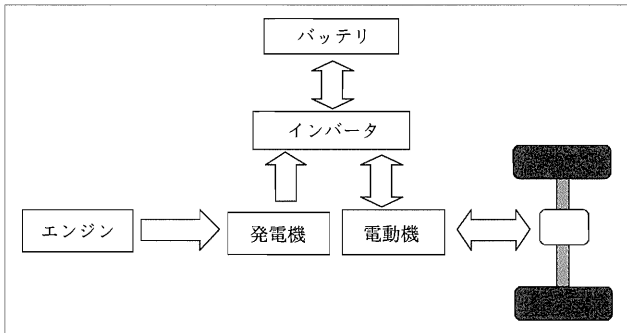 バッテリ
インバータ
エンジン
発電機
電動機